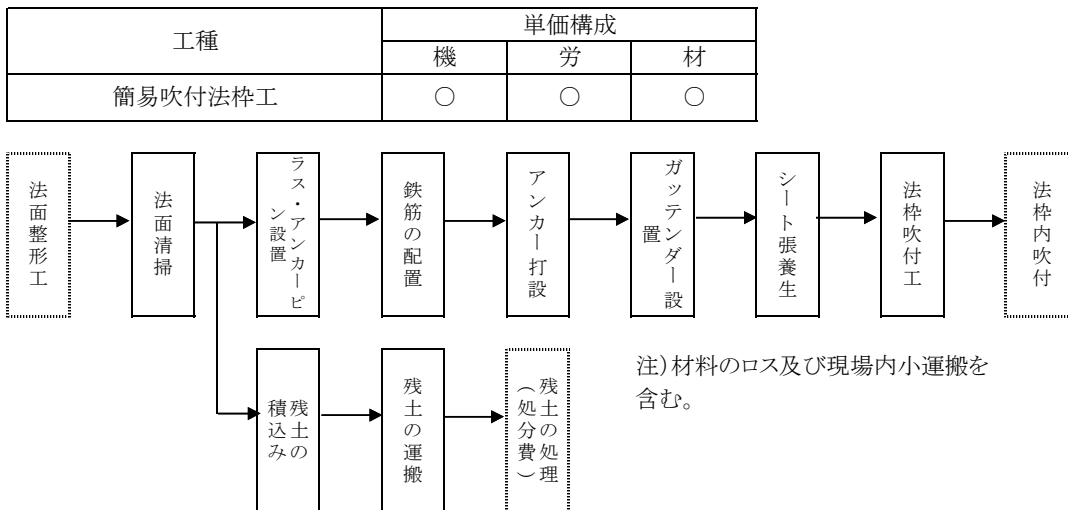 工種
単価構成
機
労
材
簡易吹付法枠工
○
○
○
法面整形工
法面清掃
ラス・アンカーピ
ン設置
鉄筋の配置
アンカー打設
ガッテンダー設
置
シート張養生
法枠吹付工
法枠内吹付
残土の
積込み
残土の運搬
残土の処理
(処分費)
注)材料のロス及び現場内小運搬を
含む。